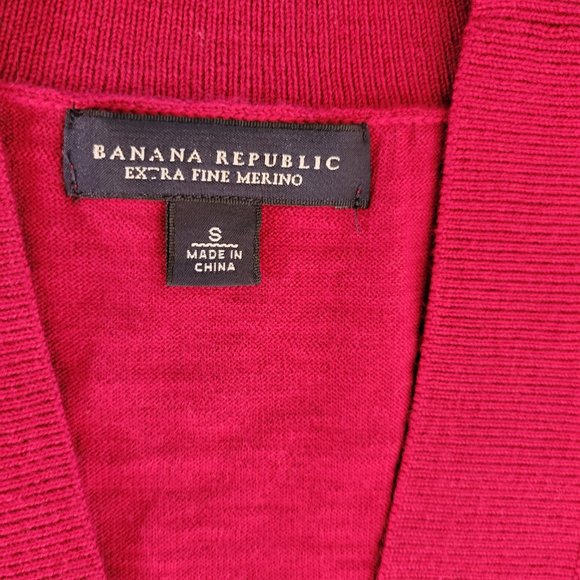 BANANA REPUBLIC
EXTRA FINE MERINO
S
MADE IN
CHINA